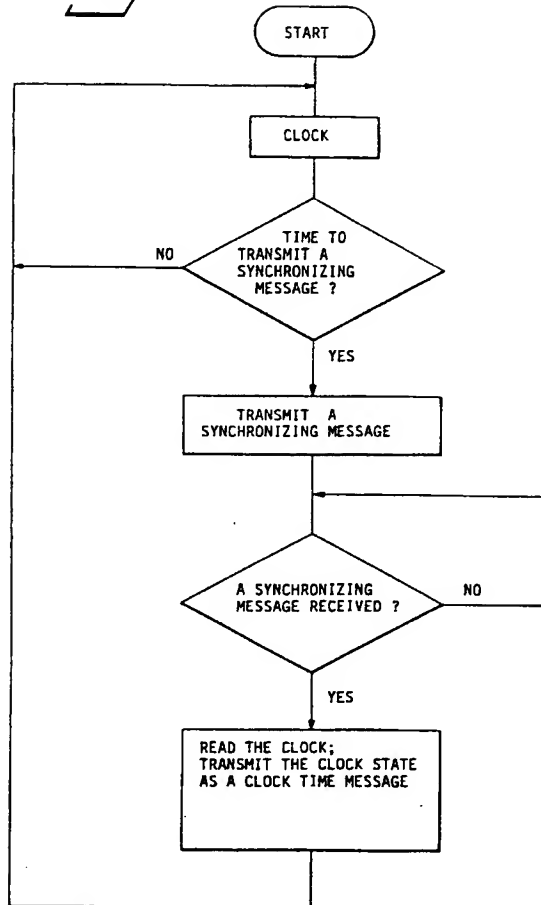 START
CLOCK
TIME TO
TRANSMIT A
SYNCHRONIZING
MESSAGE ?
NO
YES
TRANSMIT A
SYNCHRONIZING MESSAGE
A SYNCHRONIZING
MESSAGE RECEIVED ?
NO
YES
READ THE CLOCK;
TRANSMIT THE CLOCK STATE
AS A CLOCK TIME MESSAGE